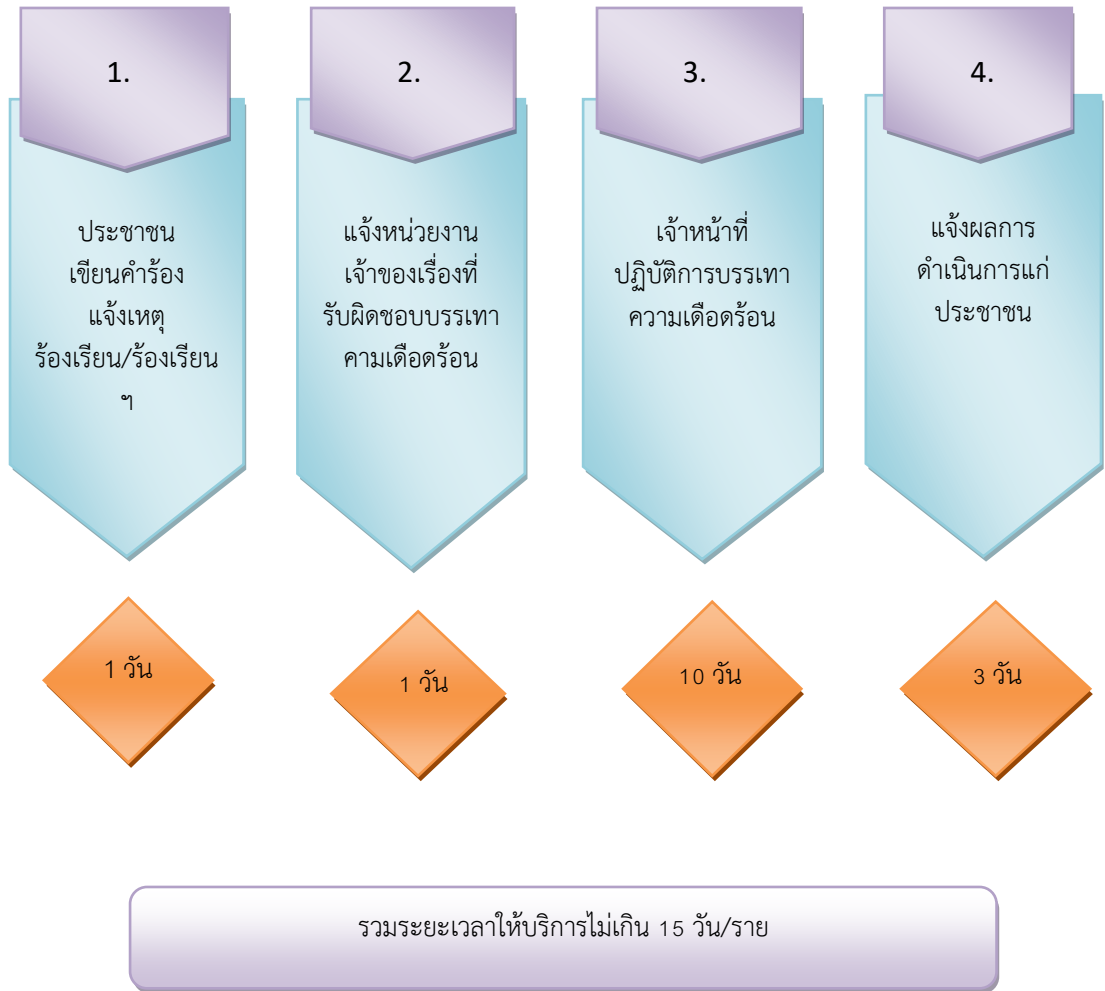 1.
ประชาชน
เขียนคำร้อง
แจ้งเหตุ
ร้องเรียน/ร้องเรียน
ฯ
1 วัน
2.
แจ้งหน่วยงาน
เจ้าของเรื่องที่
รับผิดชอบบรรเทา
คามเดือดร้อน
1 วัน
3.
เจ้าหน้าที่
ปฏิบัติการบรรเทา
ความเดือดร้อน
10 วัน
4.
แจ้งผลการ
ดำเนินการแก่
ประชาชน
3 วัน
รวมระยะเวลาให้บริการไม่เกิน 15 วัน/ราย